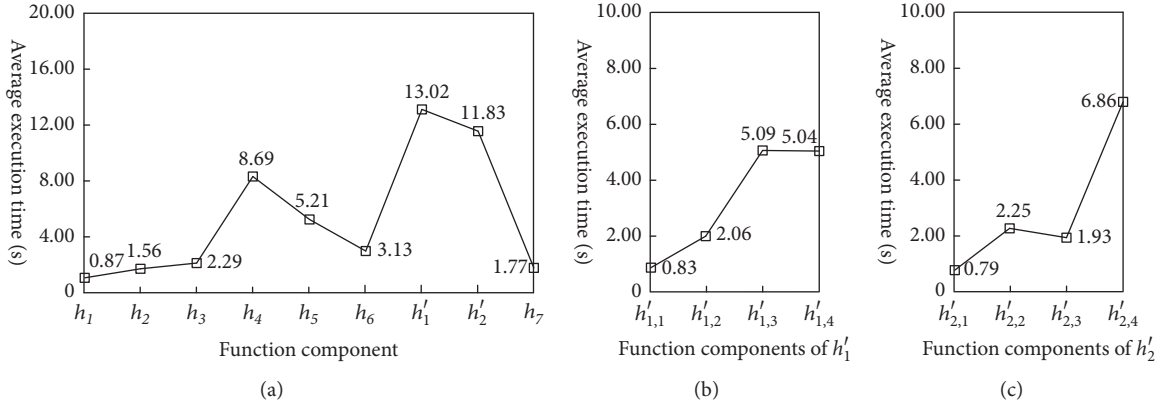 20.00
16.00
12.00
8.00
4.00
0
Average execution time (s)
0.87
1.56
2.29
8.69
5.21
3.13
13.02
11.83
1.77
h1 h2 h3 h4 h5 h6 h′1 h′2 h7
Function component
(a)
10.00
8.00
6.00
4.00
2.00
0
Average execution time (s)
0.83
2.06
5.09
5.04
h′1,1 h′1,2 h′1,3 h′1,4
Function components of h′1
(b)
10.00
8.00
6.00
4.00
2.00
0
Average execution time (s)
0.79
2.25
1.93
6.86
h′2,1 h′2,2 h′2,3 h′2,4
Function components of h′2
(c)